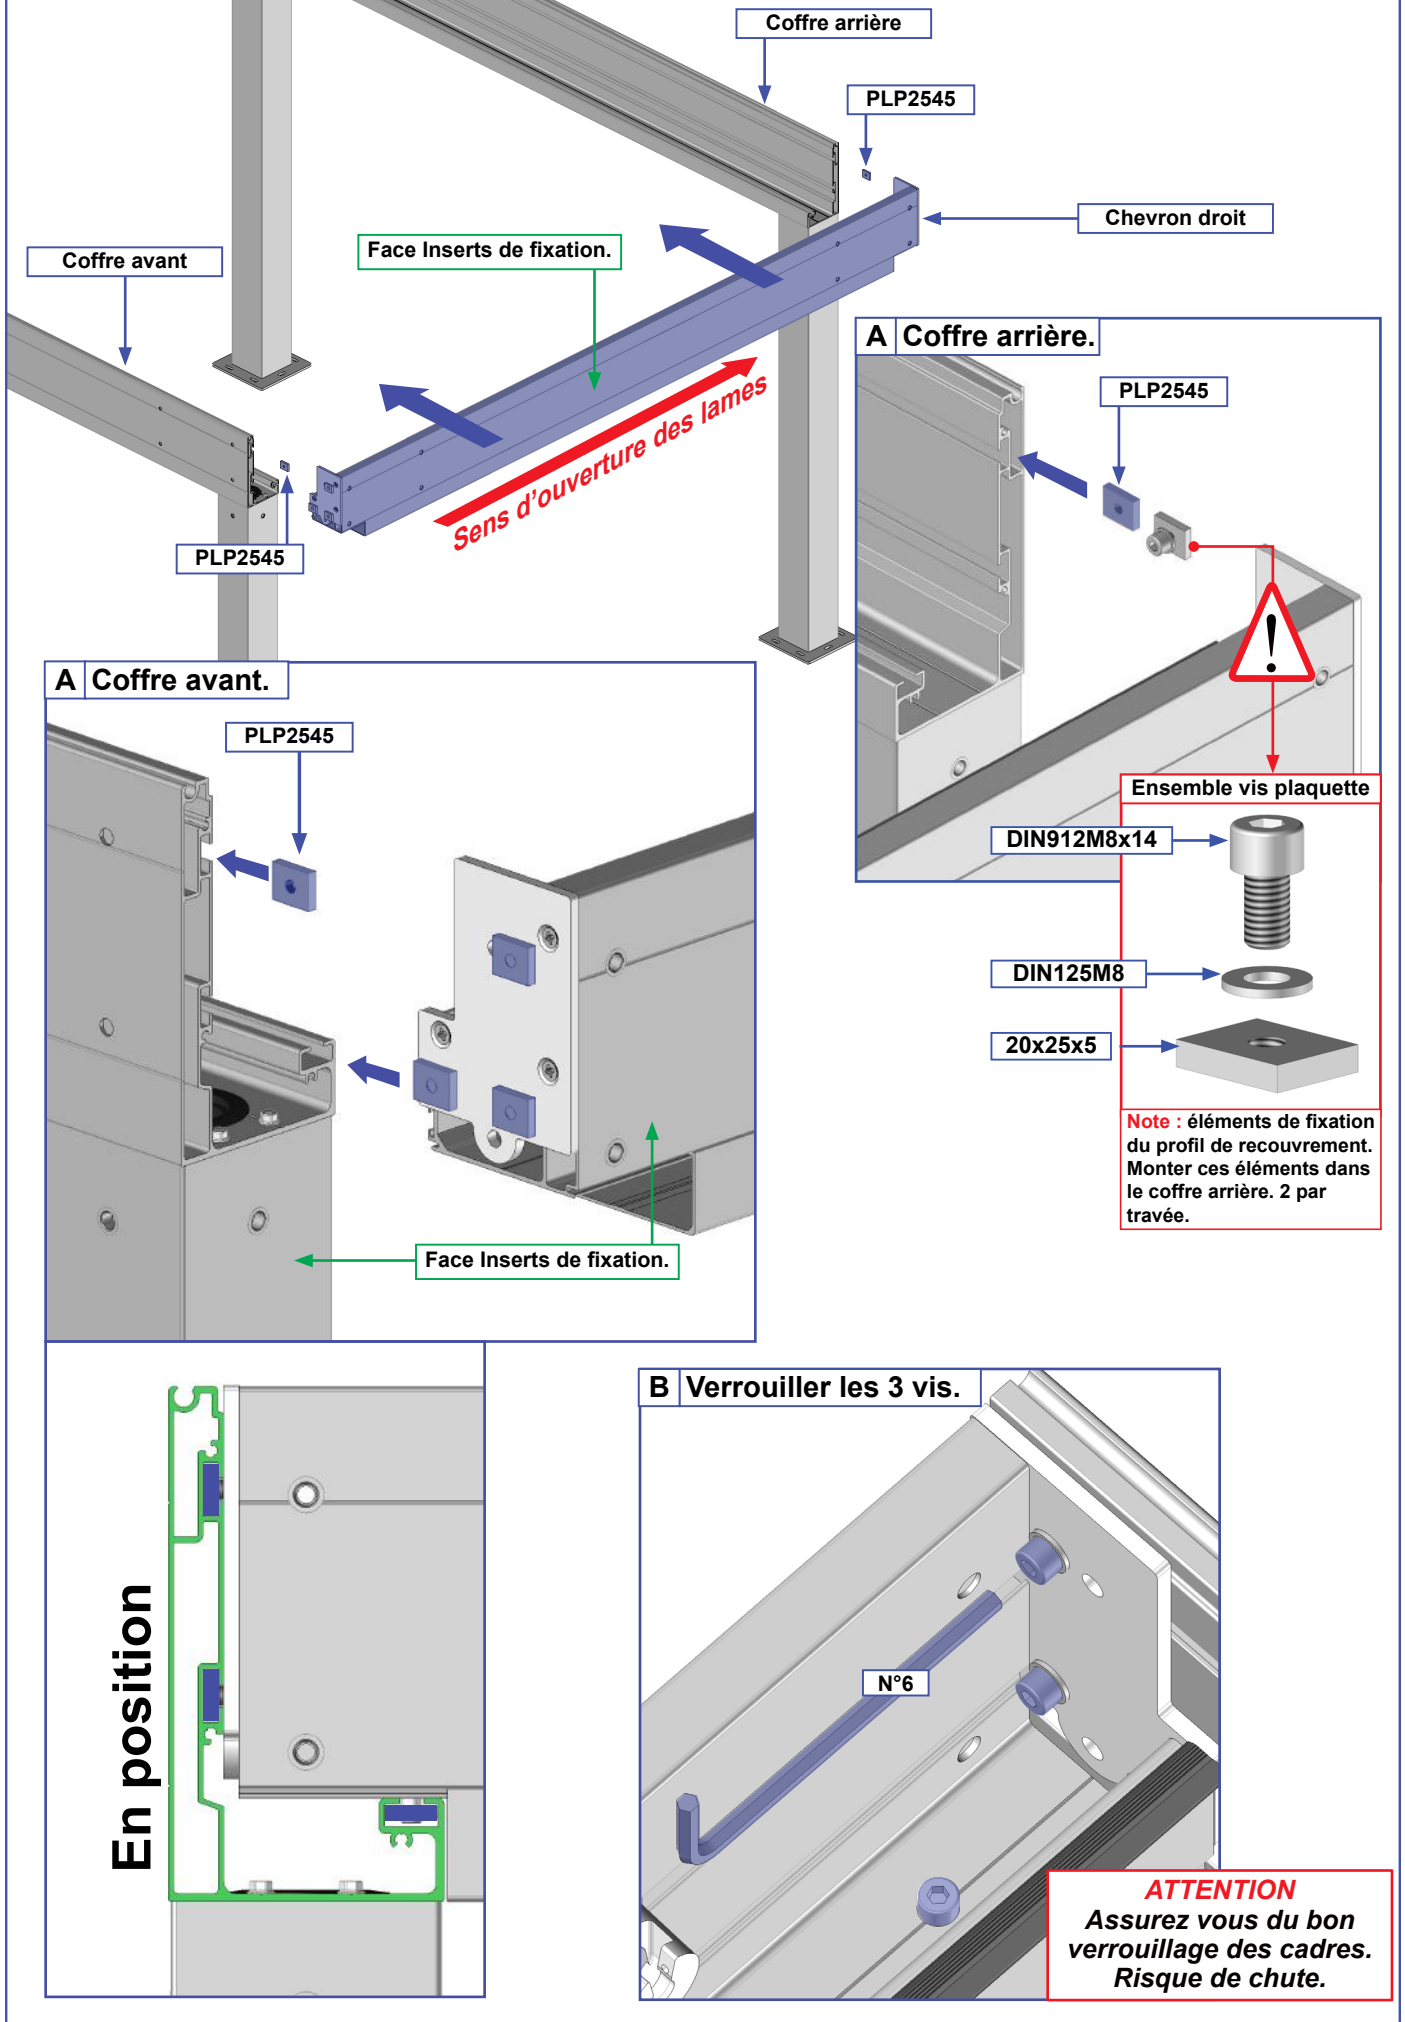 Coffre arrière
PLP2545
Chevron droit
Face Inserts de fixation.
Coffre avant
Sens d'ouverture des lames
PLP2545
A Coffre arrière.
PLP2545
Ensemble vis plaquette
DIN912M8x14
DIN125M8
20x25x5
Note : éléments de fixation
du profil de recouvrement.
Monter ces éléments dans
le coffre arrière. 2 par
travée.
A Coffre avant.
PLP2545
Face Inserts de fixation.
En position
B Verrouiller les 3 vis.
N°6
ATTENTION
Assurez vous du bon
verrouillage des cadres.
Risque de chute.